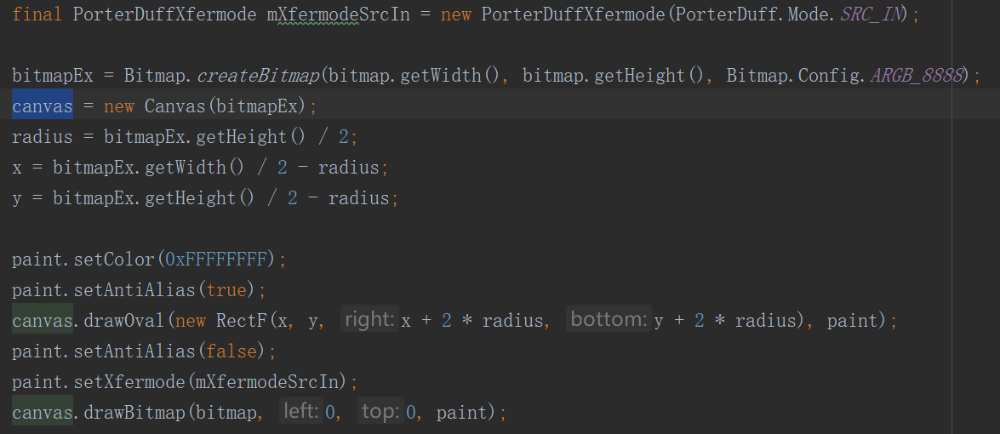 final PorterDuffXfermode mXfermodeSrcIn = new PorterDuffXfermode(PorterDuff.Mode.SRC_IN);
bitmapEx = Bitmap.createBitmap(bitmap.getWidth(), bitmap.getHeight(), Bitmap.Config.ARGB_8888);
canvas = new Canvas(bitmapEx);
radius = bitmapEx.getHeight() / 2;
x = bitmapEx.getWidth() / 2 - radius;
y = bitmapEx.getHeight() / 2 - radius;
paint.setColor(0xFFFFFFFF);
paint.setAntiAlias(true);
canvas.drawOval(new RectF(x, y, right: x + 2 * radius, bottom: y + 2 * radius), paint);
paint.setAntiAlias(false);
paint.setXfermode(mXfermodeSrcIn);
canvas.drawBitmap(bitmap, left: 0, top: 0, paint);